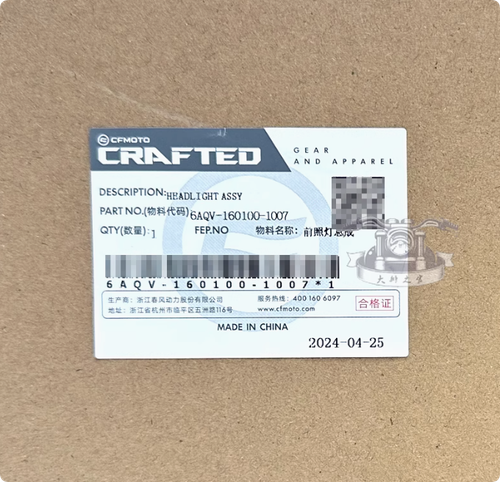 CFMOTO
CRAFTED
GEAR
AND APPAREL
DESCRIPTION:HEADLIGHT ASSY
PART NO.(物料代码)6AQV-160100-1007
QTY(数量):1 FEP.NO 物料名称: 前照灯总成
6AQV-160100-1007*1
生产商: 浙江春风动力股份有限公司 服务热线: 400 160 6097
地址: 浙江省杭州市临平区五洲路116号 www.cfmoto.com
合格证
MADE IN CHINA
2024-04-25